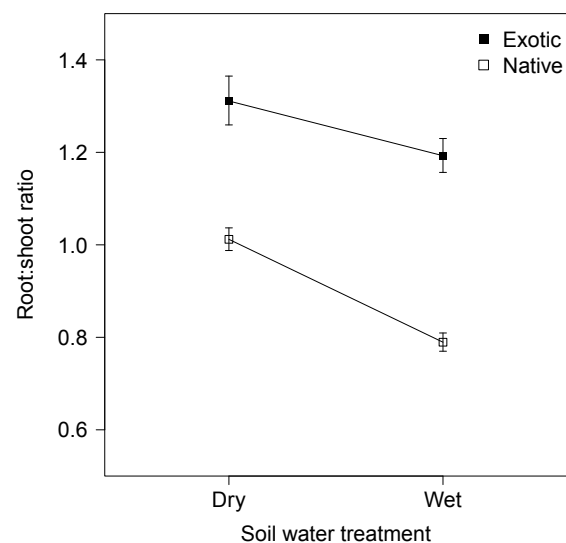 Exotic
Native
1.4
1.2
1.0
0.8
0.6
Root:shoot ratio
Dry
Wet
Soil water treatment